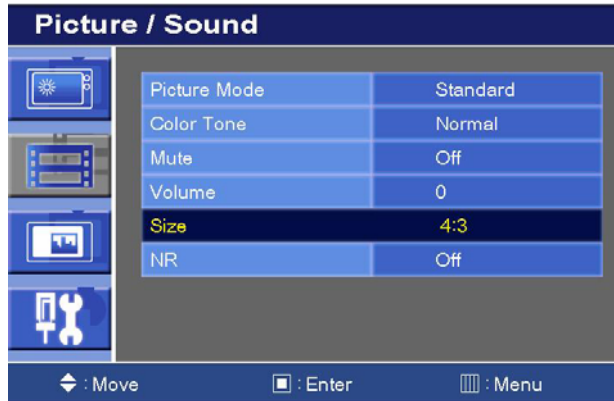 Picture / Sound
Picture Mode Standard
Color Tone Normal
Mute Off
Volume 0
Size 4:3
NR Off
: Move : Enter : Menu